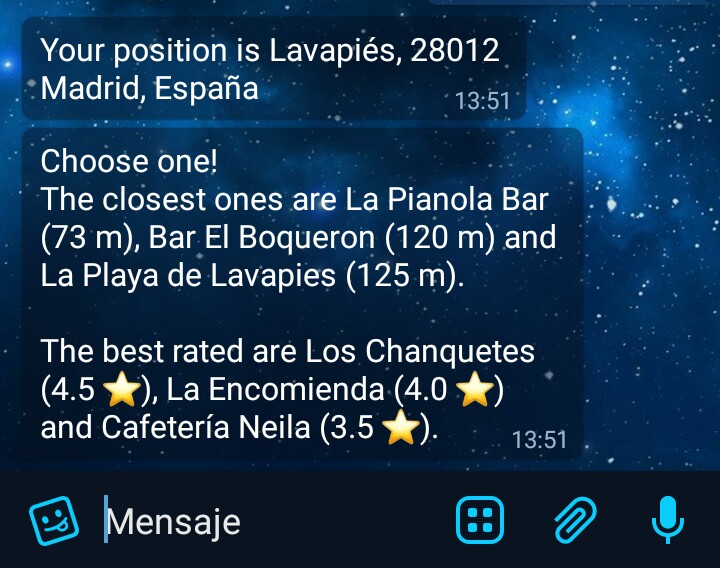 Your position is Lavapiés, 28012
Madrid, España
13:51
Choose one!
The closest ones are La Pianola Bar
(73 m), Bar El Boqueron (120 m) and
La Playa de Lavapies (125 m).
The best rated are Los Chanquetes
(4.5 ⭐), La Encomienda (4.0 ⭐)
and Cafetería Neila (3.5 ⭐).
13:51
Mensaje